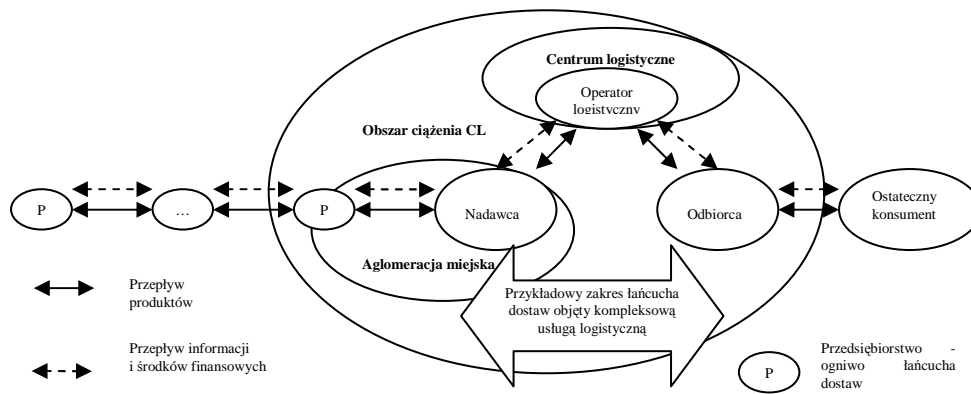 Centrum logistyczne
Operator
logistyczny
Obszar ciążenia CL
P
...
P
Nadawca
Odbiorca
Ostateczny
konsument
Aglomeracja miejska
Przykładowy zakres łańcucha
dostaw objęty kompleksową
usługą logistyczną
Przepływ
produktów
Przepływ informacji
i środków finansowych
P
Przedsiębiorstwo -
ogniwo łańcucha
dostaw